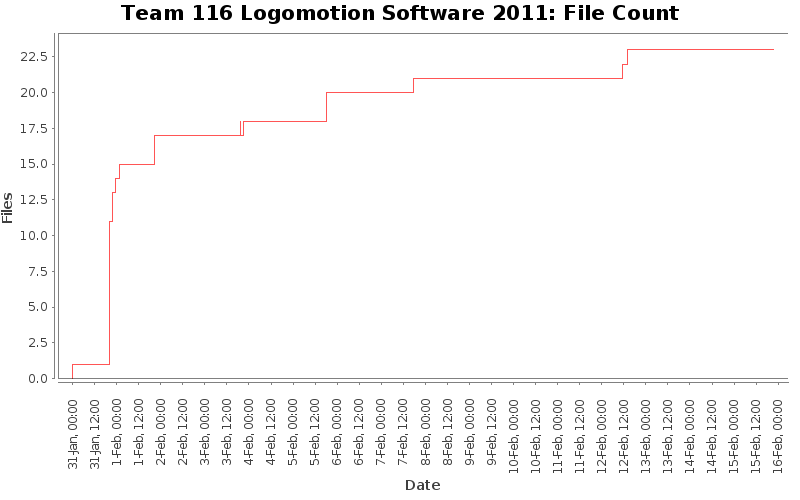 Team 116 Logomotion Software 2011: File Count
Files
22.5
20.0
17.5
15.0
12.5
10.0
7.5
5.0
2.5
0.0
31-Jan, 00:00
31-Jan, 12:00
1-Feb, 00:00
1-Feb, 12:00
2-Feb, 00:00
2-Feb, 12:00
3-Feb, 00:00
3-Feb, 12:00
4-Feb, 00:00
4-Feb, 12:00
5-Feb, 00:00
5-Feb, 12:00
6-Feb, 00:00
6-Feb, 12:00
7-Feb, 00:00
7-Feb, 12:00
8-Feb, 00:00
8-Feb, 12:00
9-Feb, 00:00
9-Feb, 12:00
10-Feb, 00:00
10-Feb, 12:00
11-Feb, 00:00
11-Feb, 12:00
12-Feb, 00:00
12-Feb, 12:00
13-Feb, 00:00
13-Feb, 12:00
14-Feb, 00:00
14-Feb, 12:00
15-Feb, 00:00
15-Feb, 12:00
16-Feb, 00:00
Date